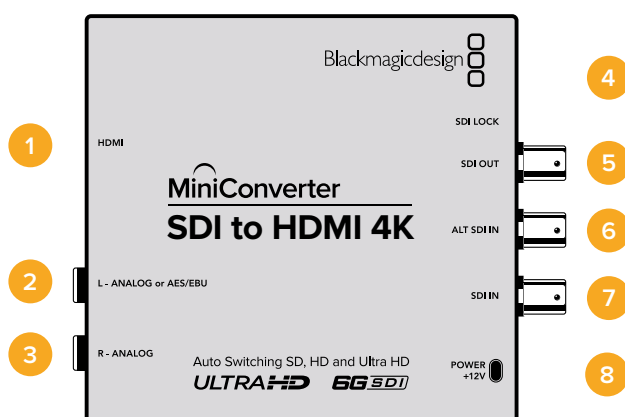 Blackmagicdesign
4
SDI LOCK
1
HDMI
SDI OUT
5
MiniConverter
SDI to HDMI 4K
ALT SDI IN
6
2
L - ANALOG or AES/EBU
SDI IN
7
3
R - ANALOG
Auto Switching SD, HD and Ultra HD
ULTRA HD 6G SDI
POWER
+12V
8